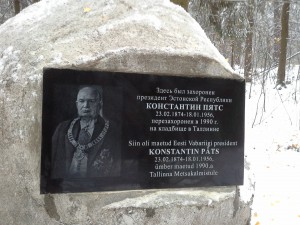 Здесь был захоронен
президент Эстонской Республики
КОНСТАНТИН ПЯТС
23.02.1874-18.01.1956,
перезахоронен в 1990 г.
на кладбище в Таллине
Siin oli maetud Eesti Vabariigi president
KONSTANTIN PÄTS
23.02.1874-18.01.1956,
ümber maetud 1990.a.
Tallinna Metsakalmistule